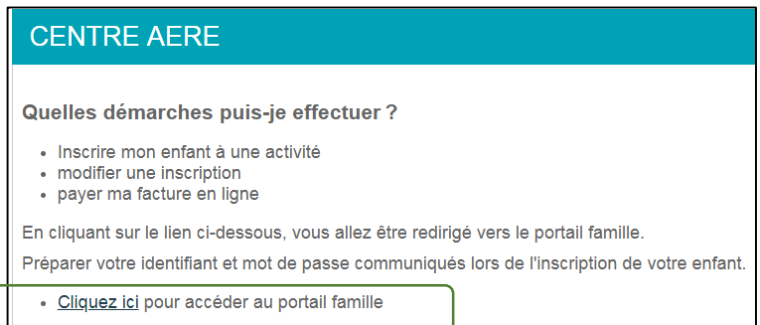 CENTRE AERE
Quelles démarches puis-je effectuer ?
• Inscrire mon enfant à une activité
• modifier une inscription
• payer ma facture en ligne
En cliquant sur le lien ci-dessous, vous allez être redirigé vers le portail famille.
Préparer votre identifiant et mot de passe communiqués lors de l'inscription de votre enfant.
• Cliquez ici pour accéder au portail famille